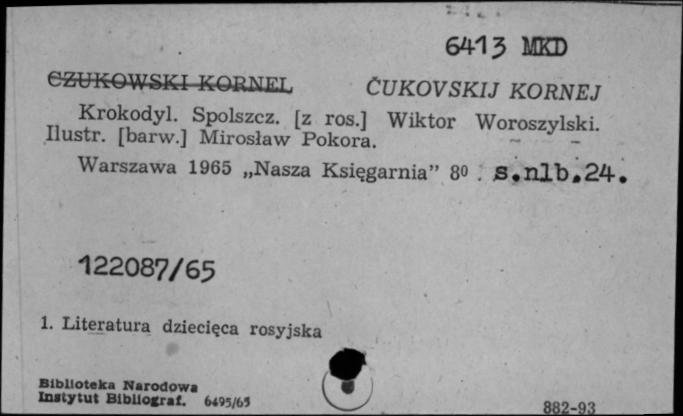 6413 MKD
CZUKOWSKI KORNEL ČUKOVSKIJ KORNEJ
Krokodyl. Spolszcz. [z ros.] Wiktor Woroszylski.
Ilustr. [barw.] Mirosław Pokora.
Warszawa 1965 „Nasza Księgarnia” 8⁰. s.nlb.24.
122087/65
1. Literatura dziecięca rosyjska
Biblioteka Narodowa
Instytut Bibliograf. 6495/65
882-93